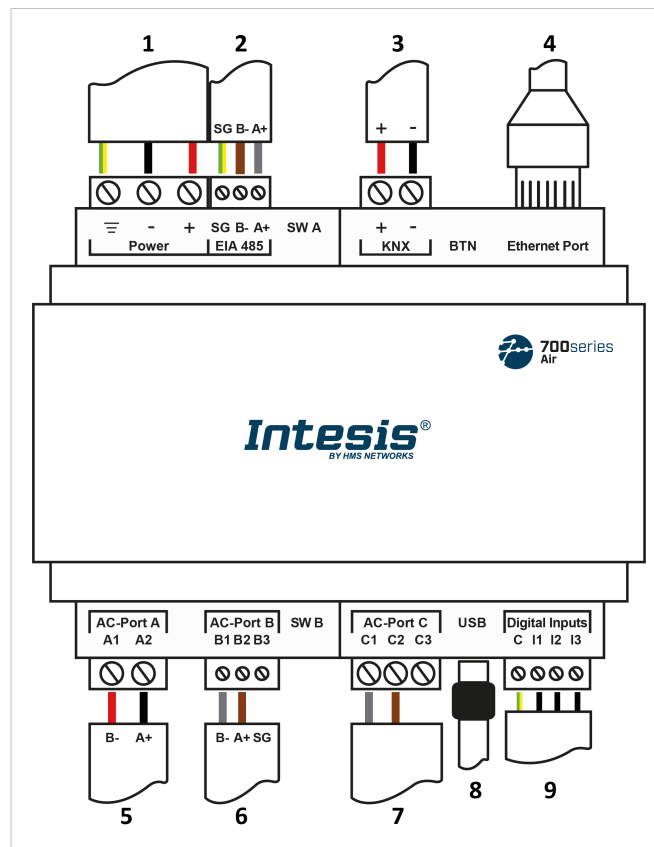 1 2 3 4
SG B- A+ + -
- + SG B- A+ SW A + -
Power EIA 485 KNX BTN Ethernet Port
700series
Air
Intesis®
BY HMS NETWORKS
AC-Port A AC-Port B SW B AC-Port C USB Digital Inputs
A1 A2 B1 B2 B3 C1 C2 C3 C I1 I2 I3
B- A+ B- A+ SG
5 6 7 8 9